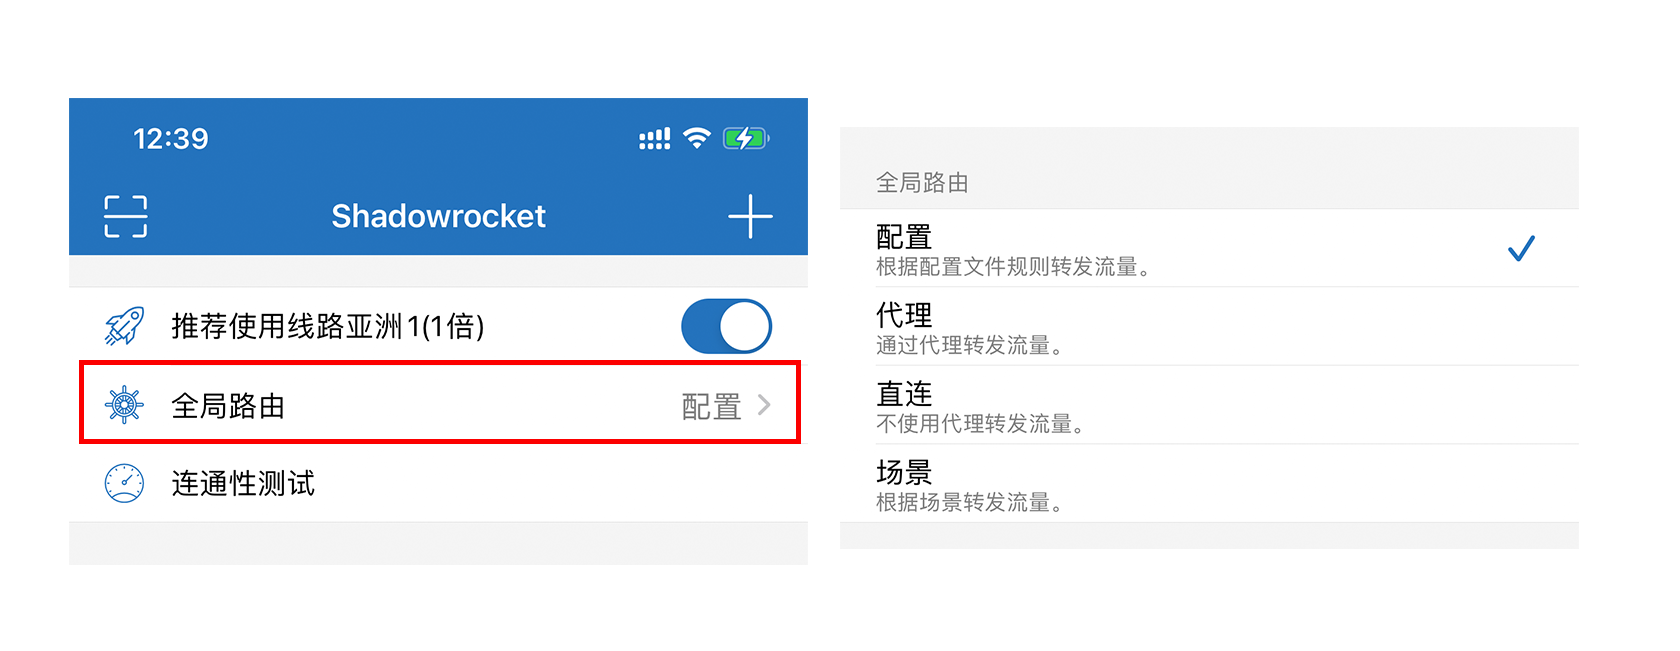 12:39
Shadowrocket
推荐使用线路亚洲1(1倍)
全局路由 配置
连通性测试
全局路由
配置
根据配置文件规则转发流量。
代理
通过代理转发流量。
直连
不使用代理转发流量。
场景
根据场景转发流量。